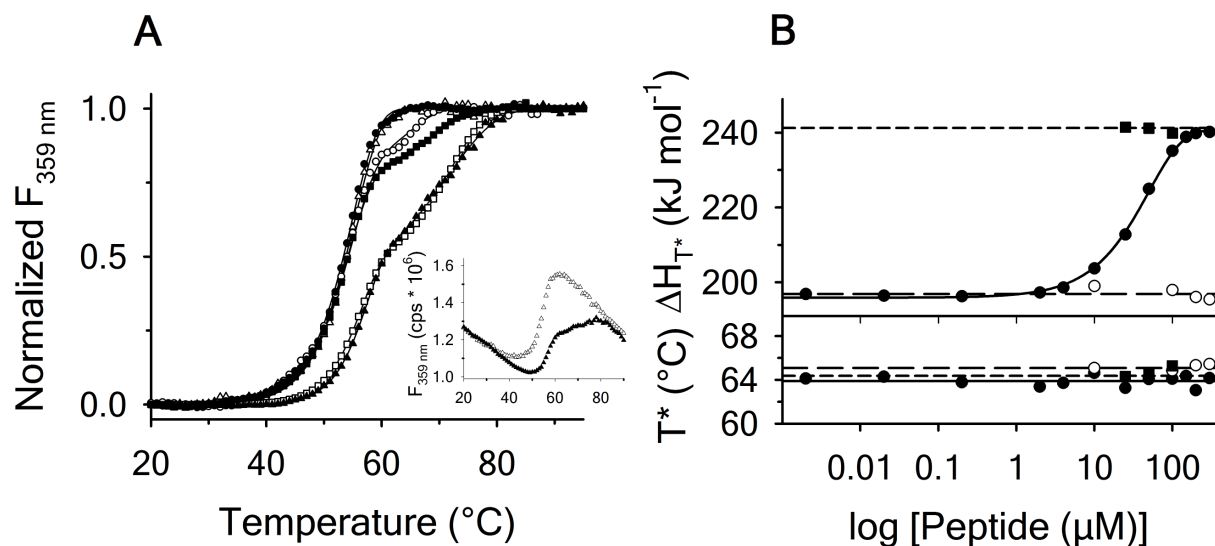 A
Normalized F359 nm
1.0
0.5
0.0
20 40 60 80
Temperature (°C)
F359 nm (cps * 10^6)
1.6
1.4
1.2
1.0
20 40 60 80
B
ΔHT* (kJ mol-1)
240
220
200
T* (°C)
68
64
60
0.01 0.1 1 10 100
log [Peptide (µM)]